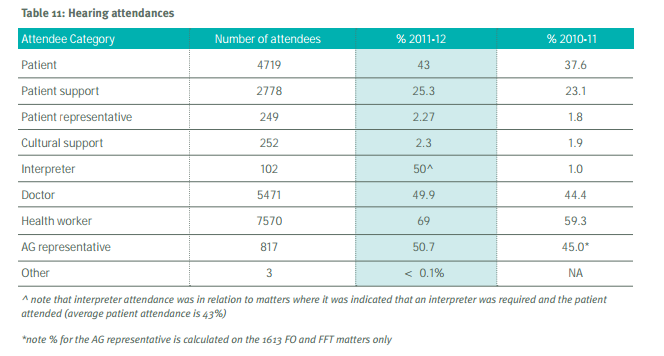 Table 11: Hearing attendances
Attendee Category Number of attendees % 2011-12 % 2010-11
Patient 4719 43 37.6
Patient support 2778 25.3 23.1
Patient representative 249 2.27 1.8
Cultural support 252 2.3 1.9
Interpreter 102 50^ 1.0
Doctor 5471 49.9 44.4
Health worker 7570 69 59.3
AG representative 817 50.7 45.0*
Other 3 < 0.1% NA
^ note that interpreter attendance was in relation to matters where it was indicated that an interpreter was required and the patient
attended (average patient attendance is 43%)
*note % for the AG representative is calculated on the 1613 FO and FFT matters only